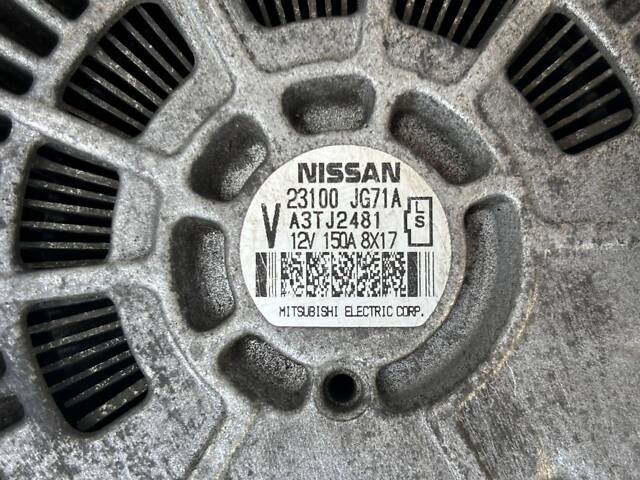 NISSAN
23100 JG71A
V A3TJ2481
12V 150A 8X17
L
S
MITSUBISHI ELECTRIC CORP.